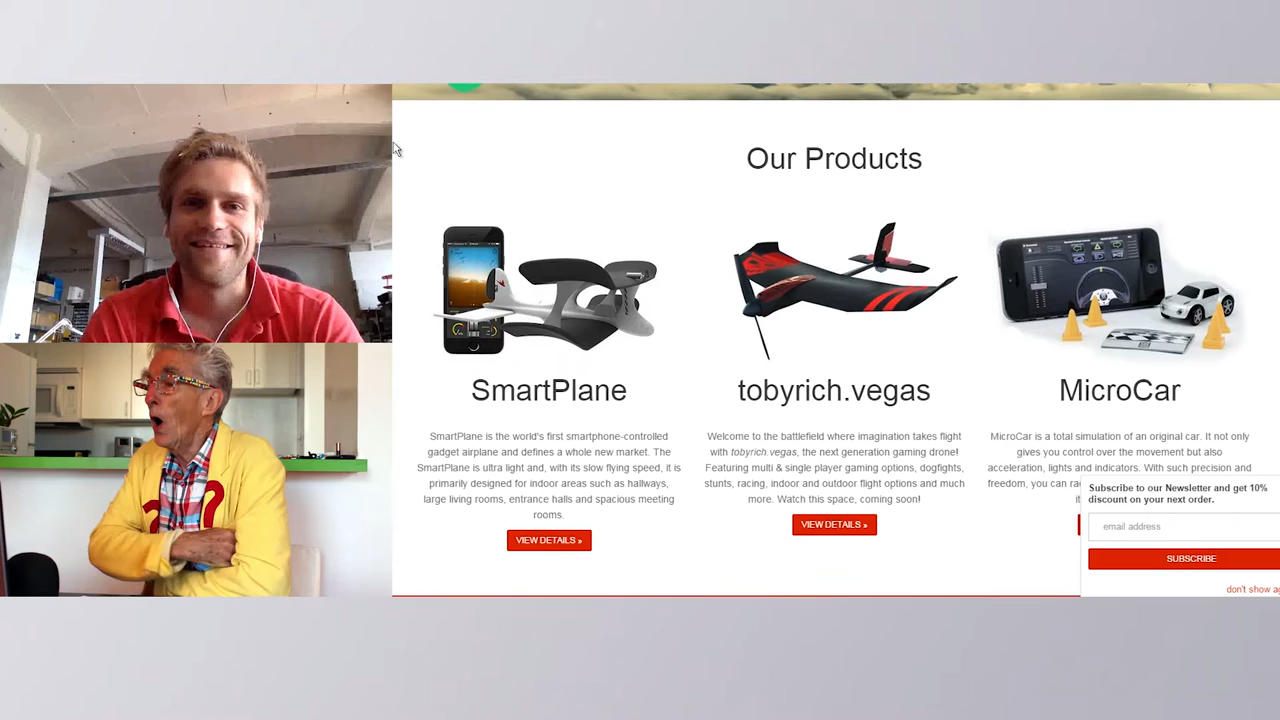 Our Products
SmartPlane
SmartPlane is the world's first smartphone-controlled
gadget airplane and defines a whole new market. The
SmartPlane is ultra light and, with its slow flying speed, it is
primarily designed for indoor areas such as hallways,
large living rooms, entrance halls and spacious meeting
rooms.
VIEW DETAILS »
tobyrich.vegas
Welcome to the battlefield where imagination takes flight
with tobyrich.vegas, the next generation gaming drone!
Featuring multi & single player gaming options, dogfights,
stunts, racing, indoor and outdoor flight options and much
more. Watch this space, coming soon!
VIEW DETAILS »
MicroCar
MicroCar is a total simulation of an original car. It not only
gives you control over the movement but also
acceleration, lights and indicators. With such precision and
freedom, you can
Subscribe to our Newsletter and get 10%
discount on your next order.
email address
SUBSCRIBE
don't show